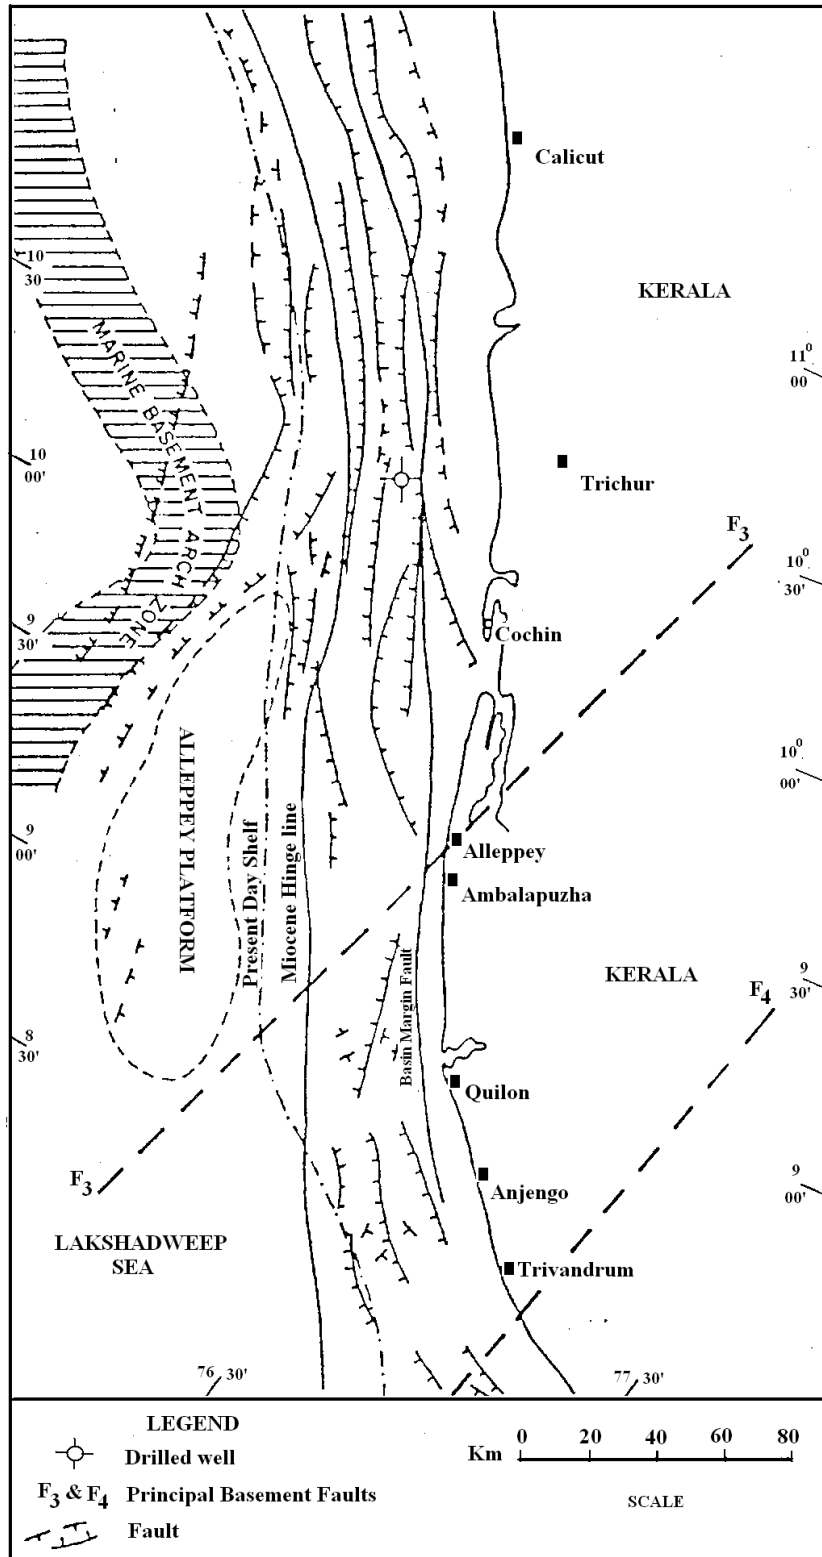 Calicut
KERALA
10
30
11⁰
00
MARINE BASEMENT ARCH ZONE
10
00'
Trichur
F3
10⁰
30'
9
30'
Cochin
10⁰
00'
ALLEPPEY PLATFORM
Present Day Shelf
Miocene Hinge line
9
00'
Alleppey
Ambalapuzha
KERALA
9
30'
F4
Basin Margin Fault
8
30'
Quilon
F3
Anjengo
9
00'
LAKSHADWEEP
SEA
Trivandrum
76 30'
77 30'
LEGEND
Drilled well
F3 & F4 Principal Basement Faults
Fault
0 20 40 60 80
Km
SCALE